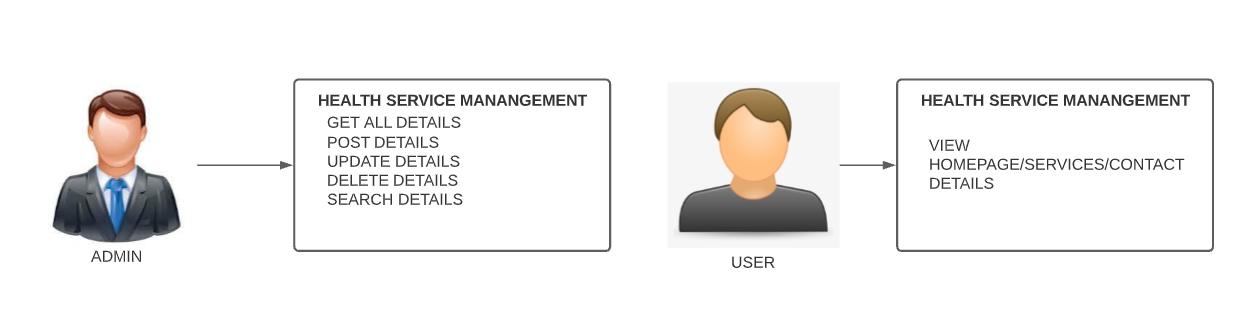 HEALTH SERVICE MANANGEMENT
GET ALL DETAILS
POST DETAILS
UPDATE DETAILS
DELETE DETAILS
SEARCH DETAILS
ADMIN
HEALTH SERVICE MANANGEMENT
VIEW
HOMEPAGE/SERVICES/CONTACT
DETAILS
USER